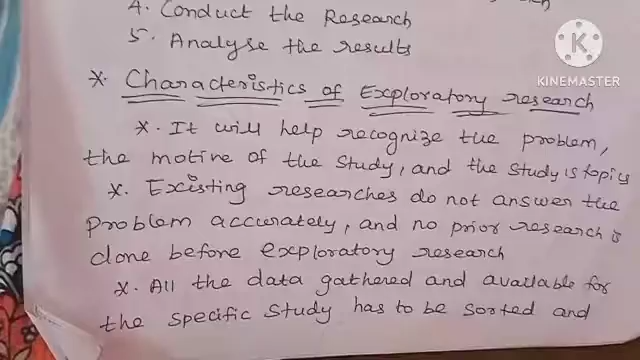 4. Conduct the Research
5. Analyse the results
* Characteristics of Exploratory research
* It will help recognize the problem,
the motive of the study, and the study is topics
* Existing researches do not answer the
problem accurately, and no prior research is
done before exploratory research
* All the data gathered and available for
the specific study has to be sorted and
K
KINEMASTER